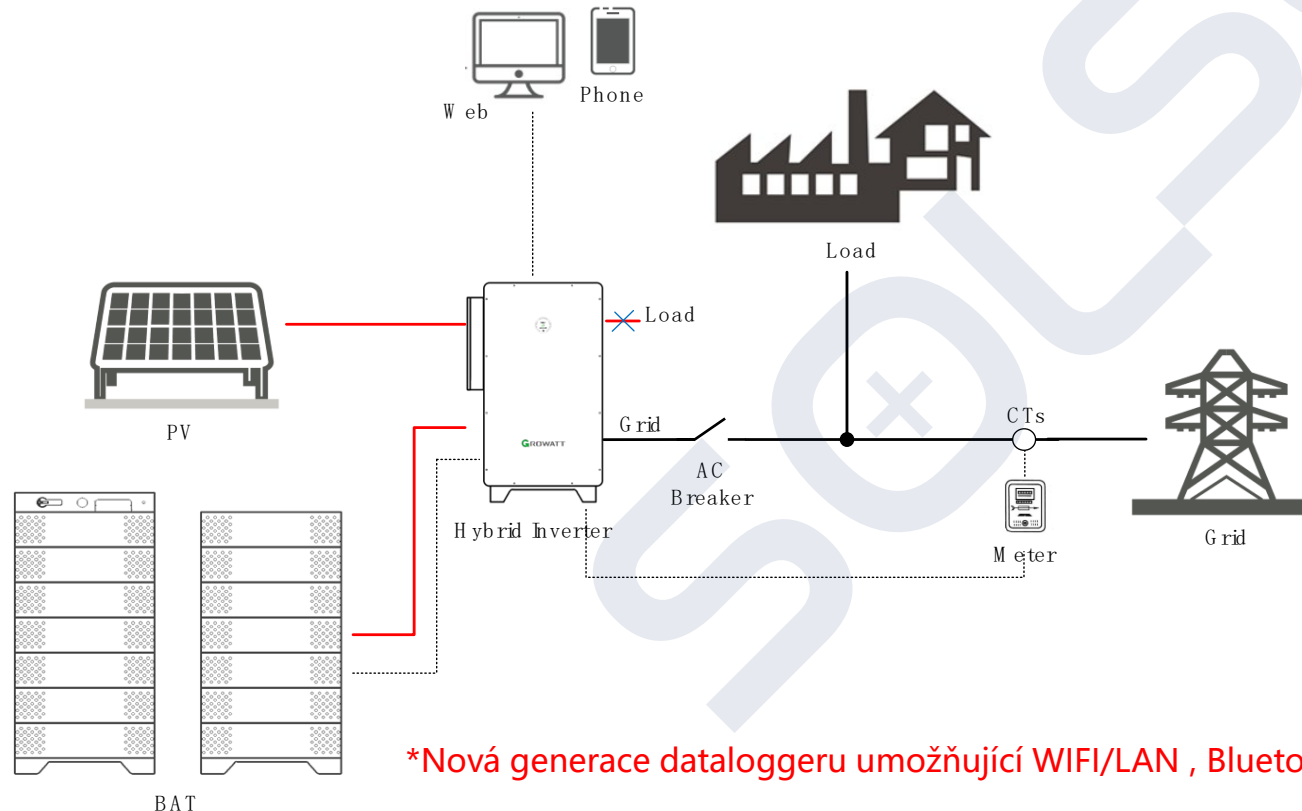 Web
Phone
Load
Load
PV
GROWATT
Grid
AC
Breaker
CTs
Hybrid Inverter
Meter
Grid
BAT
*Nová generace dataloggeru umožňující WIFI/LAN , Blueto
SOLS